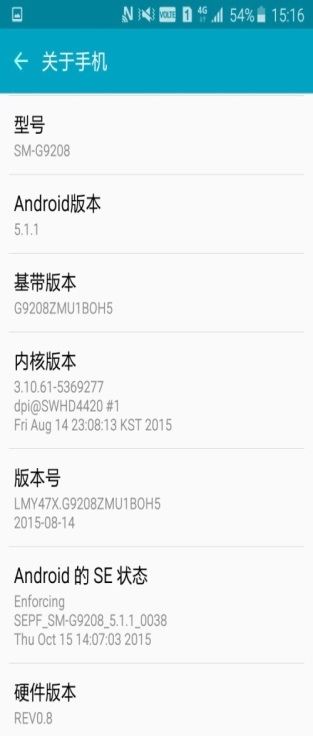 VOLTE 1 4G 54% 15:16
关于手机
型号
SM-G9208
Android版本
5.1.1
基带版本
G9208ZMU1BOH5
内核版本
3.10.61-5369277
dpi@SWHD4420 #1
Fri Aug 14 23:08:13 KST 2015
版本号
LMY47X.G9208ZMU1BOH5
2015-08-14
Android 的 SE 状态
Enforcing
SEPF_SM-G9208_5.1.1_0038
Thu Oct 15 14:07:03 2015
硬件版本
REV0.8